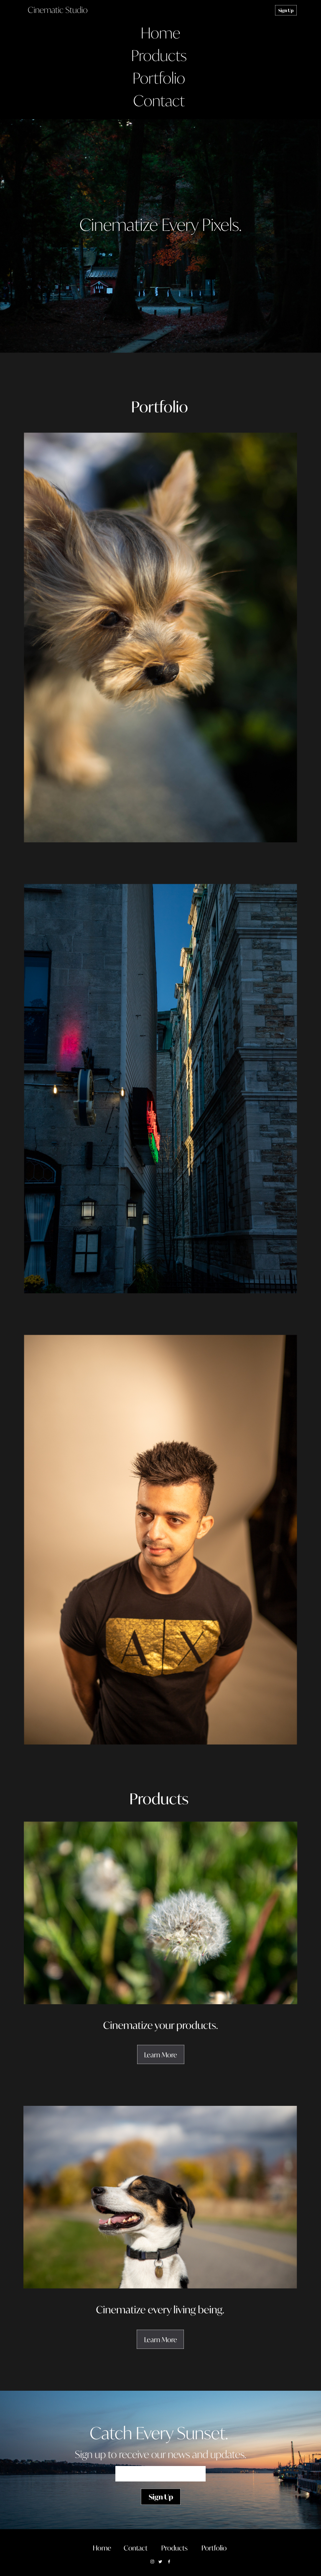 Cinematic Studio
Sign Up
Home
Products
Portfolio
Contact
Cinematize Every Pixels.
Portfolio
A|X
Products
Cinematize your products.
Learn More
Cinematize every living being.
Learn More
Catch Every Sunset.
Sign up to receive our news and updates.
Sign Up
Home Contact Products Portfolio